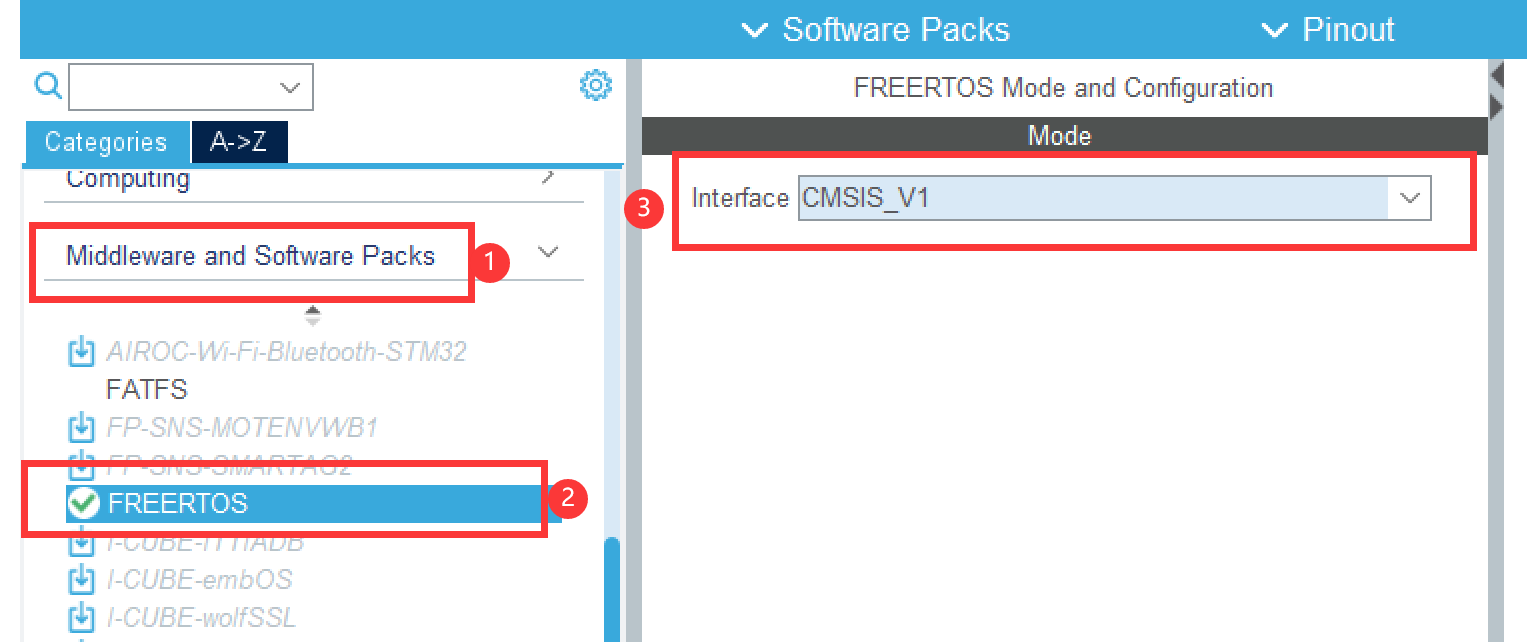 Software Packs
Pinout
FREERTOS Mode and Configuration
Categories
A->Z
Mode
Computing
Interface
CMSIS_V1
3
Middleware and Software Packs
1
AIROC-Wi-Fi-Bluetooth-STM32
FATFS
FP-SNS-MOTENVWB1
FP-SNS-SMARTAG2
FREERTOS
2
I-CUBE-ITTIADB
I-CUBE-embOS
I-CUBE-wolfSSL